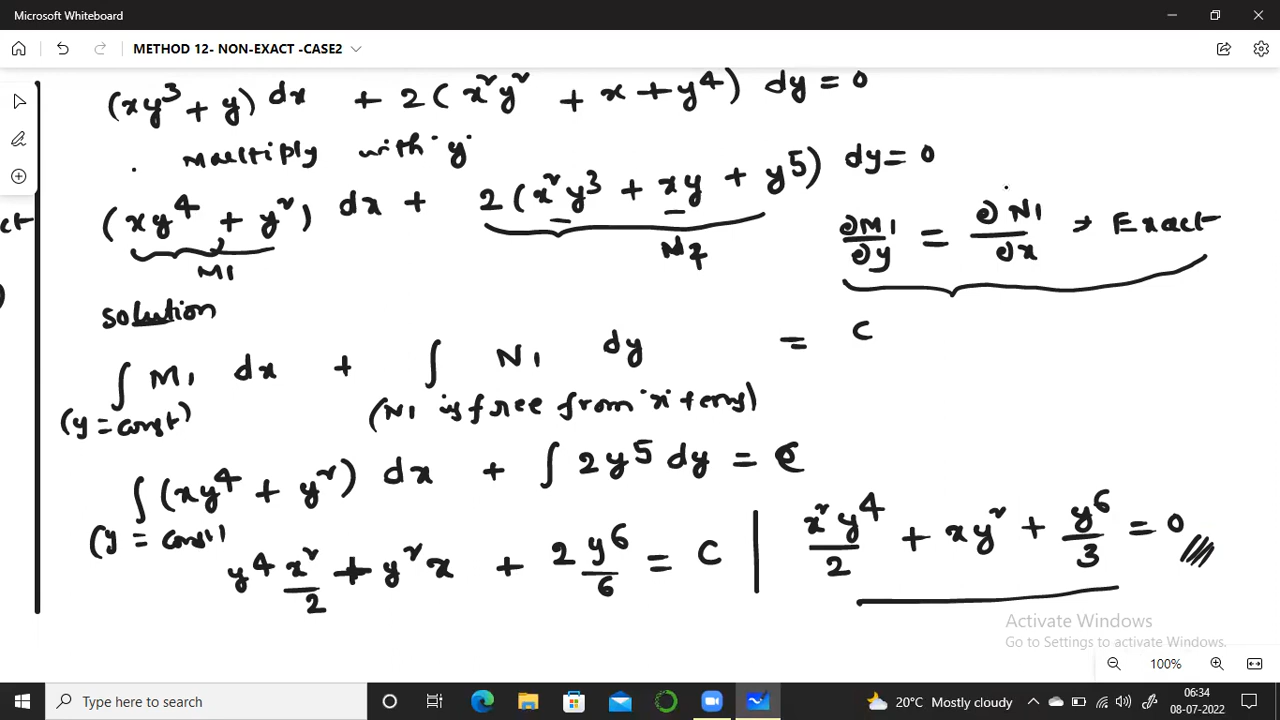 Microsoft Whiteboard
METHOD 12- NON-EXACT -CASE2
(xy³ + y) dx + 2(x²y² + x + y⁴) dy = 0
Multiply with 'y'
(xy⁴ + y²) dx + 2(x²y³ + xy + y⁵) dy = 0
M1
∂M1/∂y = ∂N1/∂x → Exact
solution
∫ M1 dx + ∫ N1 dy = C
(y = const) (N1 is free from 'x' terms)
∫ (xy⁴ + y²) dx + ∫ 2y⁵ dy = C
(y = const)
y⁴ x²/2 + y²x + 2 y⁶/6 = C | x²y⁴/2 + xy² + y⁶/3 = 0
Activate Windows
Go to Settings to activate Windows.
100%
Type here to search
20°C Mostly cloudy
06:34
08-07-2022